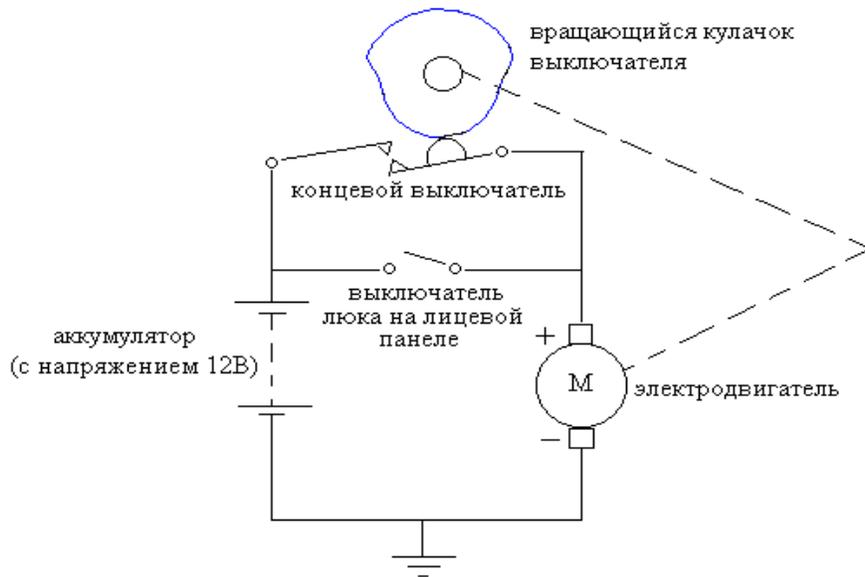 вращающийся кулачок
выключателя
концевой выключатель
выключатель
люка на лицевой
панеле
аккумулятор
(с напряжением 12В)
+
М
электродвигатель
−